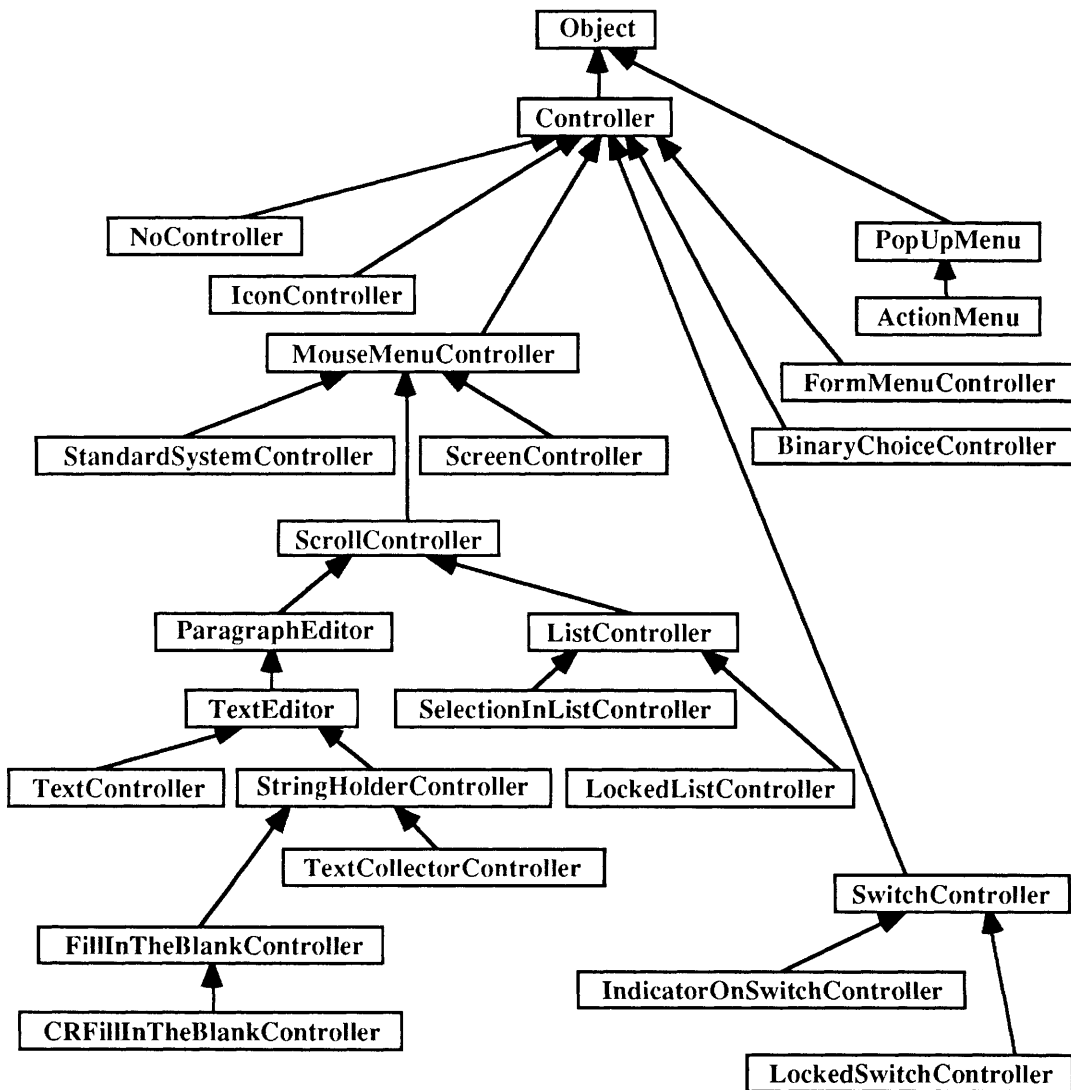 Object
Controller
NoController
PopUpMenu
IconController
ActionMenu
MouseMenuController
FormMenuController
StandardSystemController
ScreenController
BinaryChoiceController
ScrollController
ParagraphEditor
ListController
TextEditor
SelectionInListController
TextController
StringHolderController
LockedListController
TextCollectorController
SwitchController
FillInTheBlankController
IndicatorOnSwitchController
CRFillInTheBlankController
LockedSwitchController